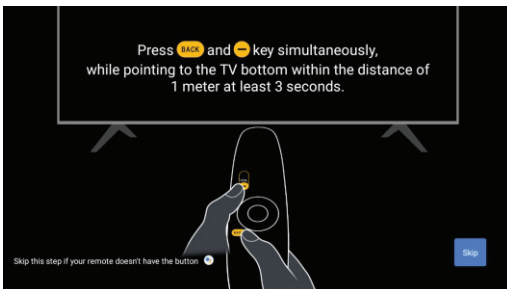 Press BACK and − key simultaneously,
while pointing to the TV bottom within the distance of
1 meter at least 3 seconds.
BACK
Skip this step if your remote doesn't have the button
Skip